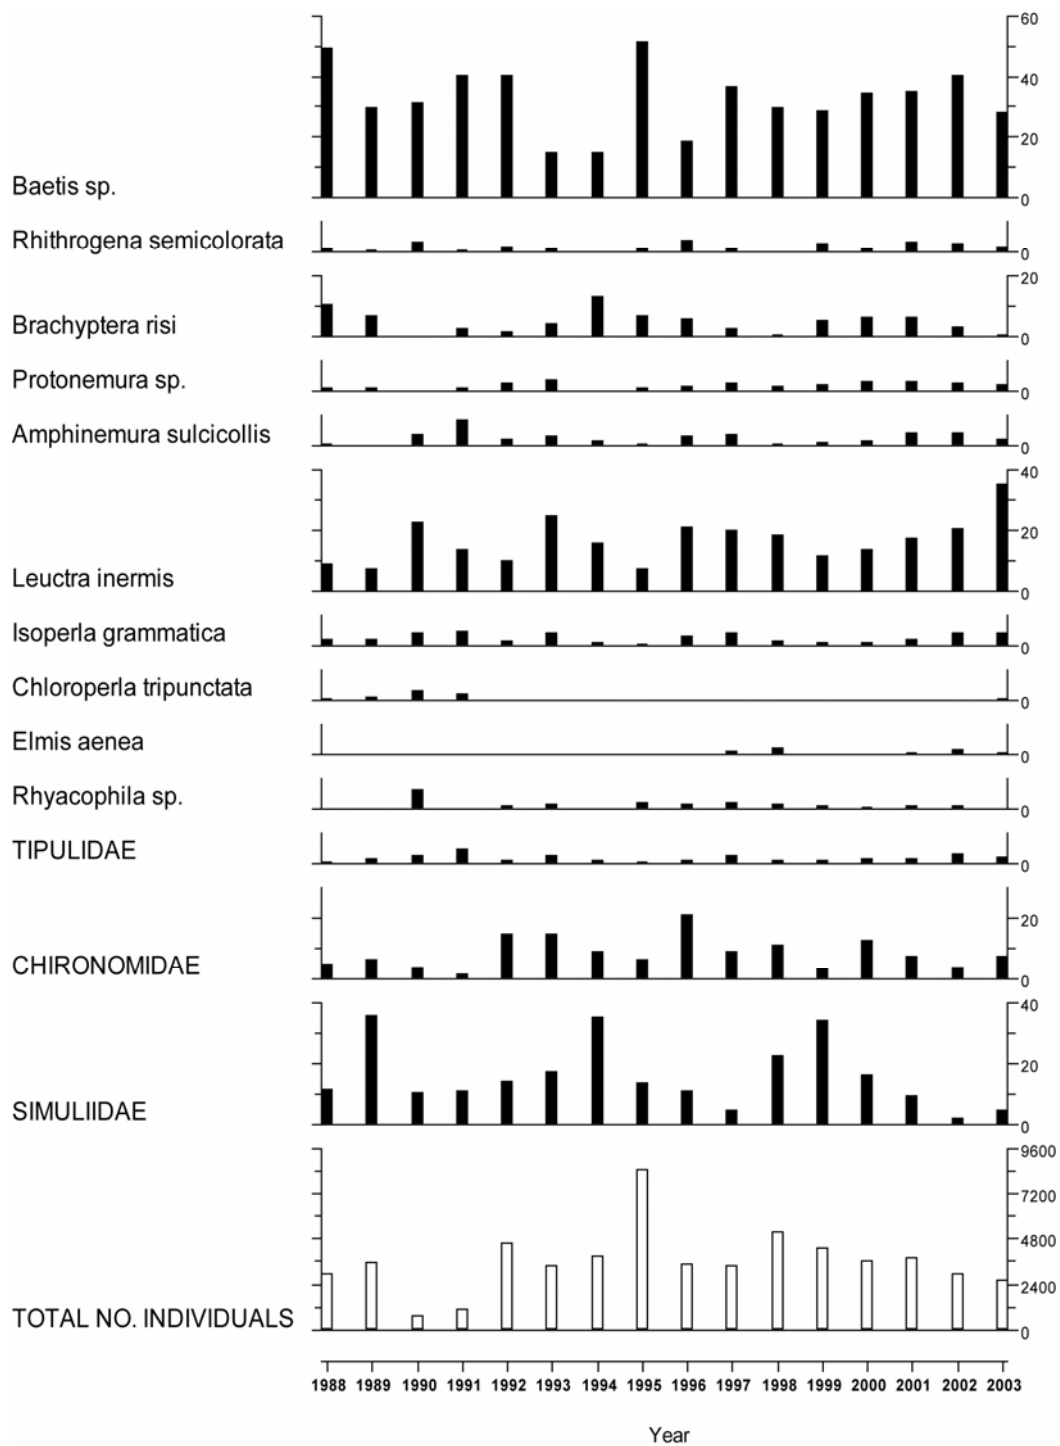 60
40
20
Baetis sp.
0
Rhithrogena semicolorata
0
20
Brachyptera risi
0
Protonemura sp.
0
Amphinemura sulcicollis
0
40
20
Leuctra inermis
0
Isoperla grammatica
0
Chloroperla tripunctata
0
Elmis aenea
0
Rhyacophila sp.
0
TIPULIDAE
0
20
CHIRONOMIDAE
0
40
20
SIMULIIDAE
0
9600
7200
4800
2400
TOTAL NO. INDIVIDUALS
0
1988 1989 1990 1991 1992 1993 1994 1995 1996 1997 1998 1999 2000 2001 2002 2003
Year